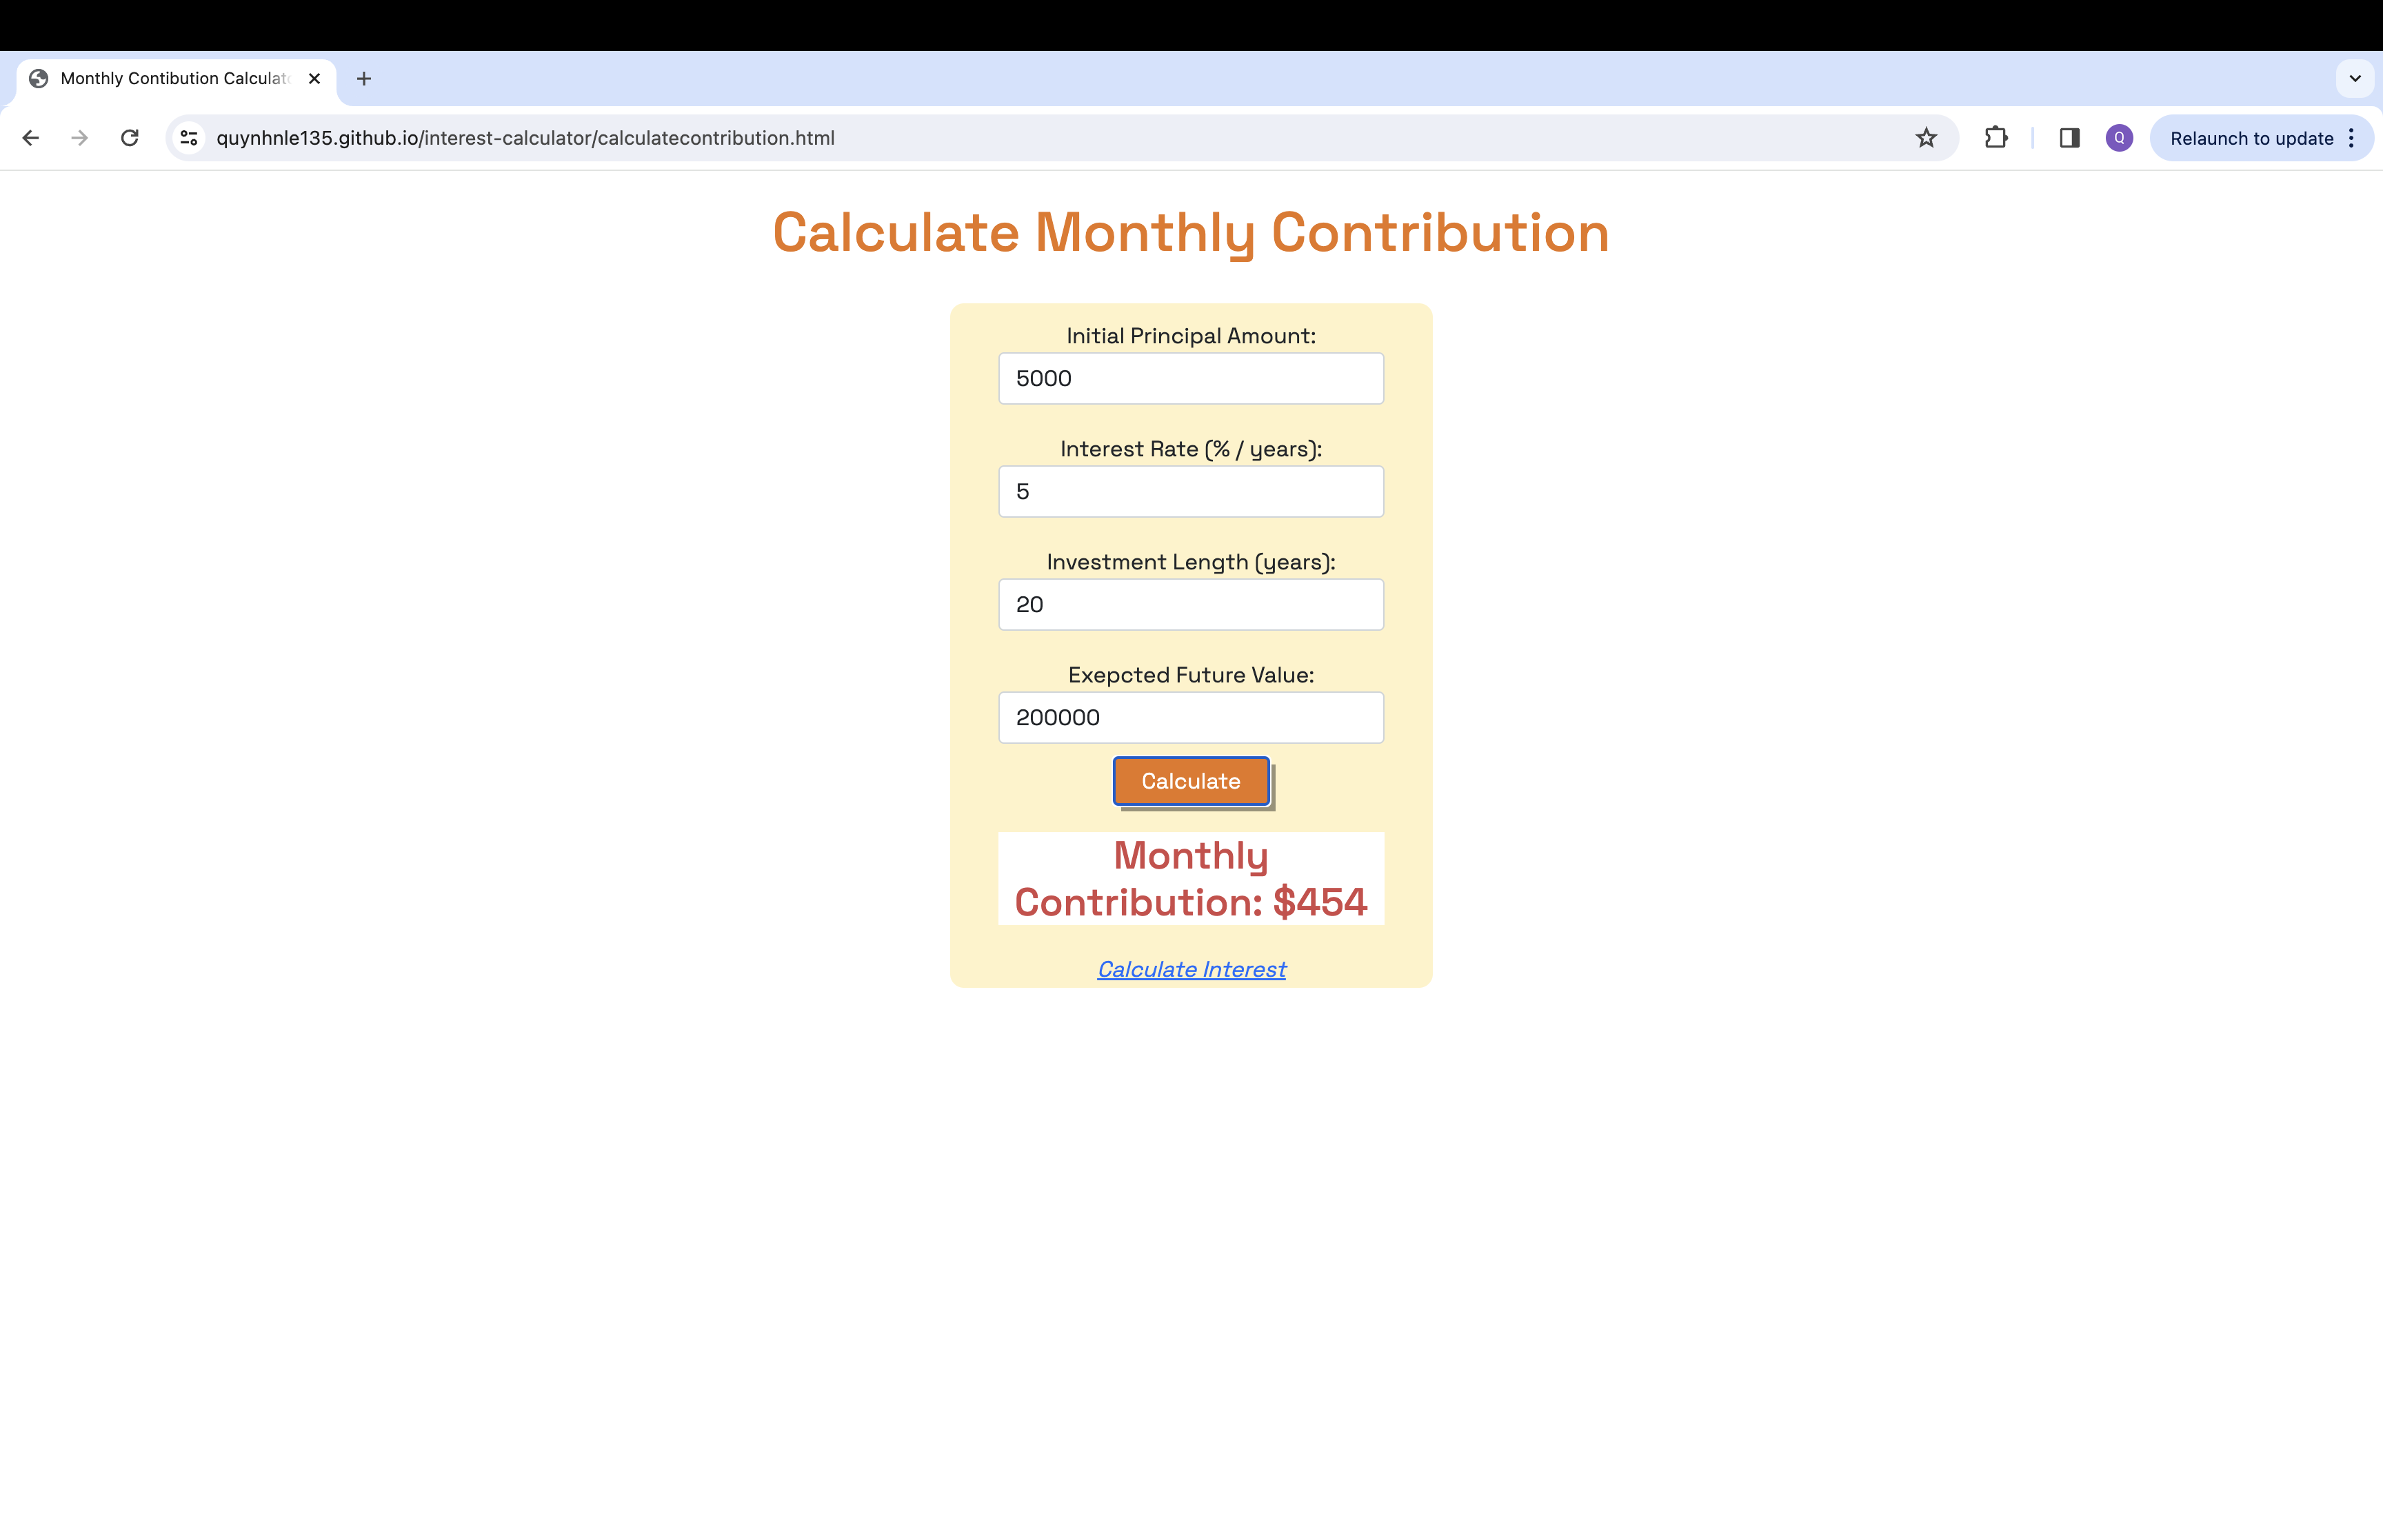 Monthly Contibution Calculat
quynhnle135.github.io/interest-calculator/calculatecontribution.html
Q
Relaunch to update
Calculate Monthly Contribution
Initial Principal Amount:
5000
Interest Rate (% / years):
5
Investment Length (years):
20
Exepcted Future Value:
200000
Calculate
Monthly
Contribution: $454
Calculate Interest